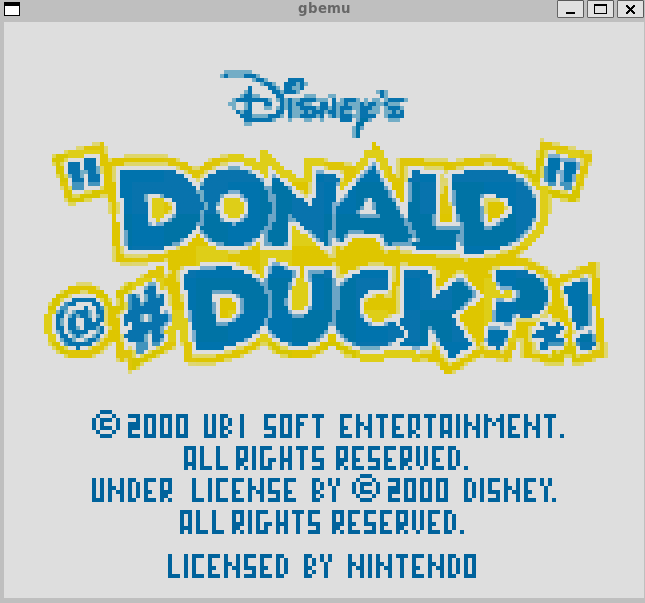 gbemu
Disney's
"DONALD"
@#DUCK?*!
©2000 UBI SOFT ENTERTAINMENT.
ALL RIGHTS RESERVED.
UNDER LICENSE BY ©2000 DISNEY.
ALL RIGHTS RESERVED.
LICENSED BY NINTENDO